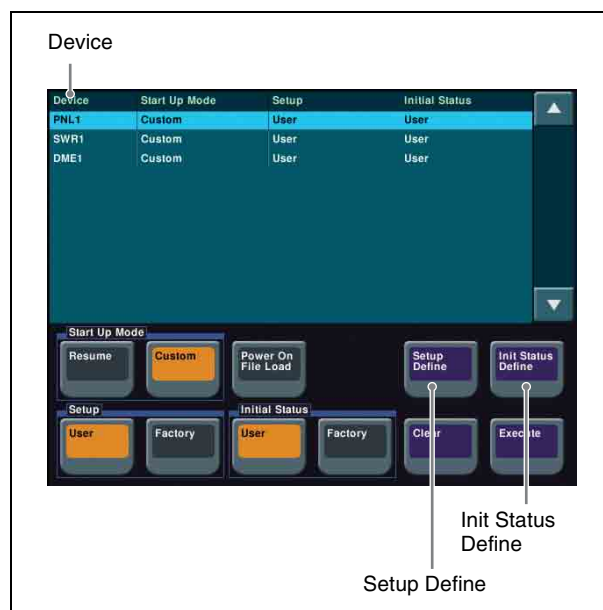 Device
Device Start Up Mode Setup Initial Status
PNL1 Custom User User
SWR1 Custom User User
DME1 Custom User User
Start Up Mode
Resume Custom Power On File Load Setup Define Init Status Define
Setup Initial Status
User Factory User Factory Clear Execute
Init Status
Define
Setup Define